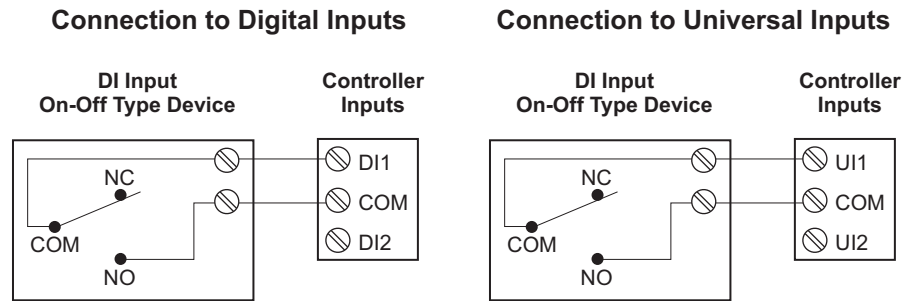 Connection to Digital Inputs
DI Input
On-Off Type Device
Controller
Inputs
NC
COM
NO
DI1
COM
DI2
Connection to Universal Inputs
DI Input
On-Off Type Device
Controller
Inputs
NC
COM
NO
UI1
COM
UI2